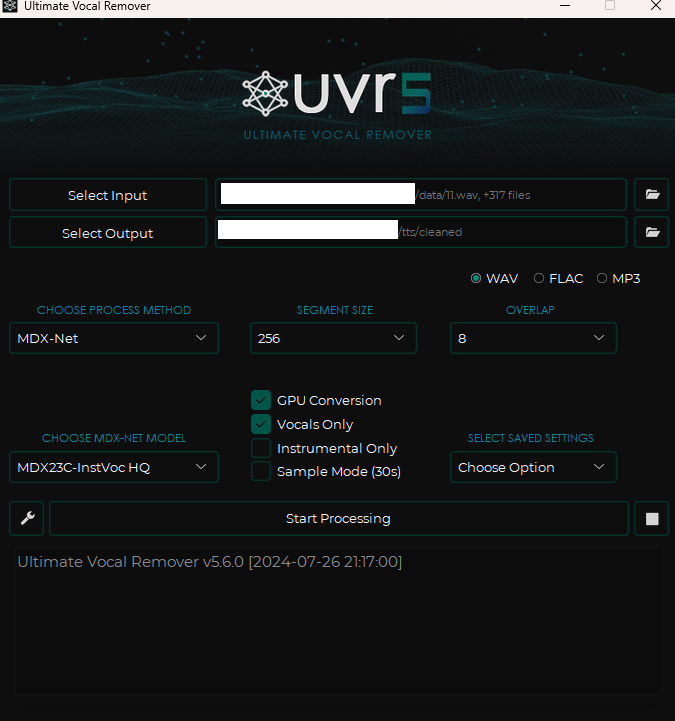 Ultimate Vocal Remover
uvr5
ULTIMATE VOCAL REMOVER
Select Input
/data/11.wav, +317 files
Select Output
/tts/cleaned
WAV FLAC MP3
CHOOSE PROCESS METHOD SEGMENT SIZE OVERLAP
MDX-Net 256 8
GPU Conversion
Vocals Only
CHOOSE MDX-NET MODEL Instrumental Only SELECT SAVED SETTINGS
MDX23C-InstVoc HQ Sample Mode (30s) Choose Option
Start Processing
Ultimate Vocal Remover v5.6.0 [2024-07-26 21:17:00]